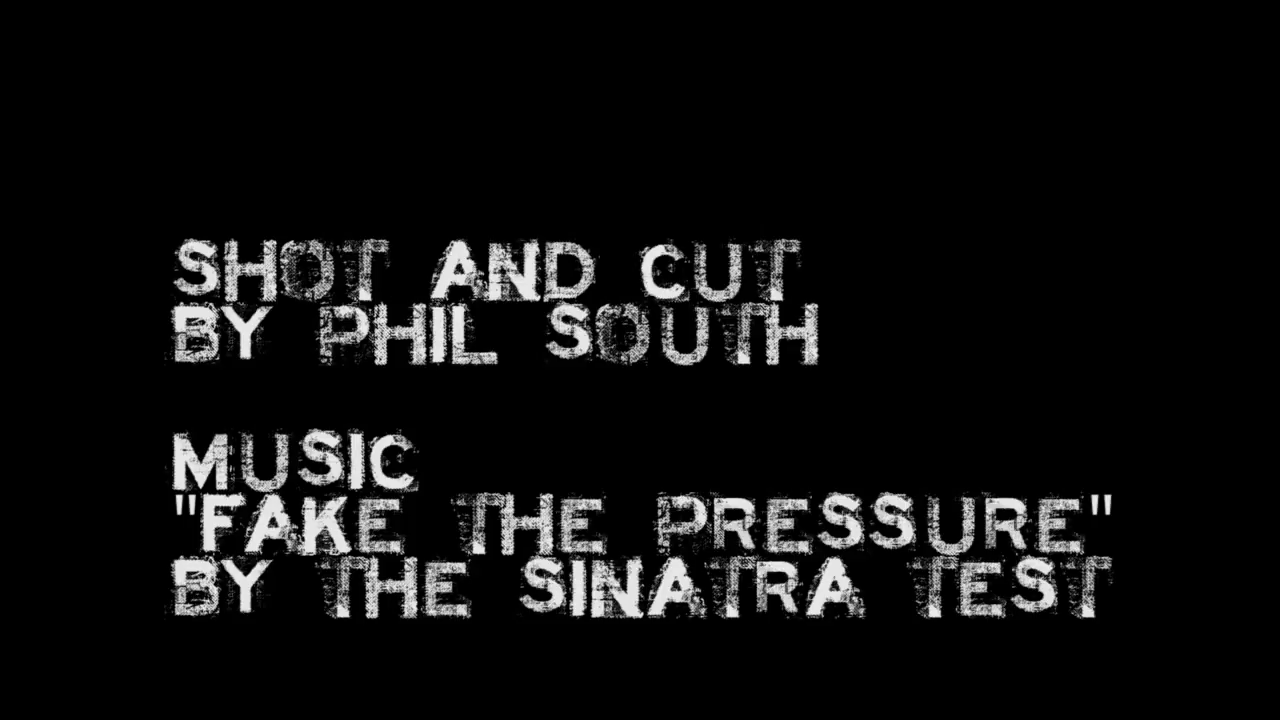 SHOT AND CUT
BY PHIL SOUTH
MUSIC
"FAKE THE PRESSURE"
BY THE SINATRA TEST